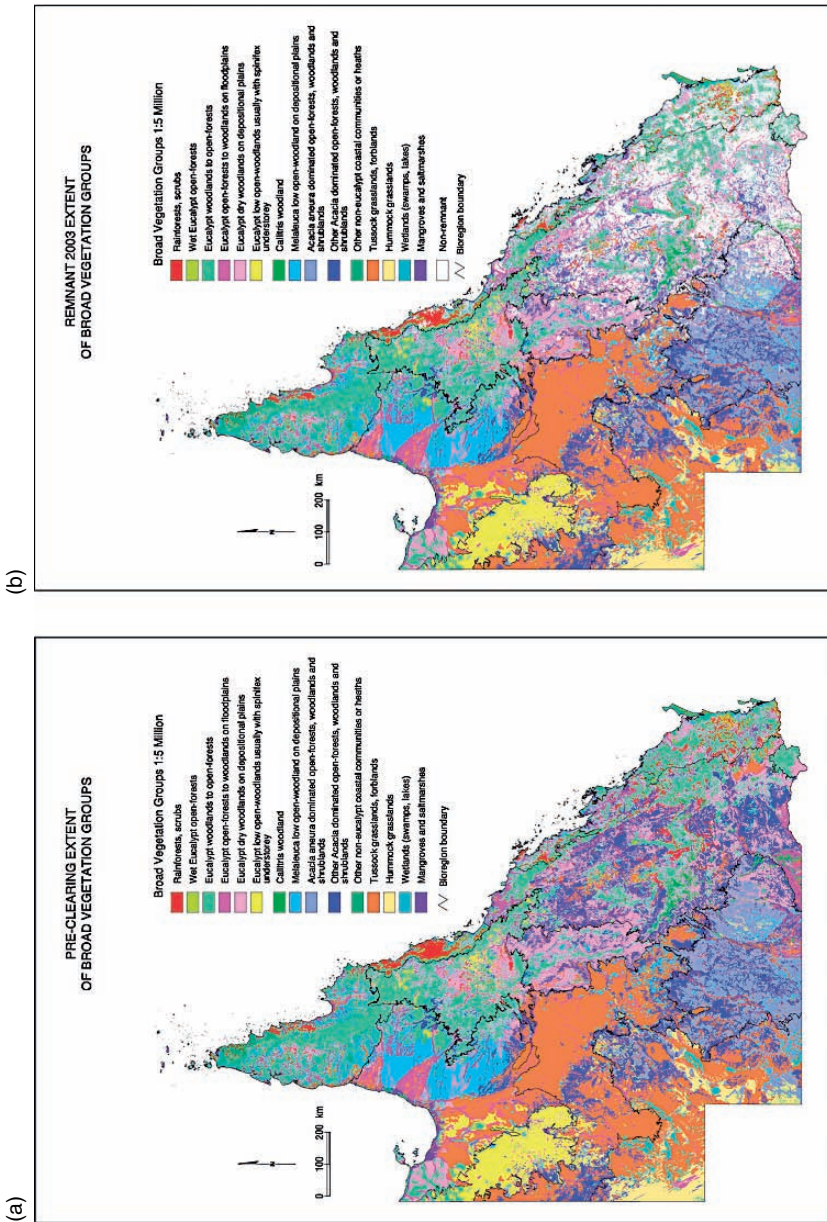 (a)
PRE-CLEARING EXTENT
OF BROAD VEGETATION GROUPS
Broad Vegetation Groups 1:5 Million
Rainforests, scrubs
Wet Eucalypt open-forests
Eucalypt woodlands to open-forests
Eucalypt open-forests to woodlands on floodplains
Eucalypt dry woodlands on depositional plains
Eucalypt low open-woodlands usually with spinifex
understorey
Callitris woodland
Melaleuca low open-woodland on depositional plains
Acacia aneura dominated open-forests, woodlands and
shrublands
Other Acacia dominated open-forests, woodlands and
shrublands
Other non-eucalypt coastal communities or heaths
Tussock grasslands, forblands
Hummock grasslands
Wetlands (swamps, lakes)
Mangroves and saltmarshes
Bioregion boundary
N
0 100 200
km
(b)
REMNANT 2003 EXTENT
OF BROAD VEGETATION GROUPS
Broad Vegetation Groups 1:5 Million
Rainforests, scrubs
Wet Eucalypt open-forests
Eucalypt woodlands to open-forests
Eucalypt open-forests to woodlands on floodplains
Eucalypt dry woodlands on depositional plains
Eucalypt low open-woodlands usually with spinifex
understorey
Callitris woodland
Melaleuca low open-woodland on depositional plains
Acacia aneura dominated open-forests, woodlands and
shrublands
Other Acacia dominated open-forests, woodlands and
shrublands
Other non-eucalypt coastal communities or heaths
Tussock grasslands, forblands
Hummock grasslands
Wetlands (swamps, lakes)
Mangroves and saltmarshes
Non-remnant
Bioregion boundary
N
0 100 200
km